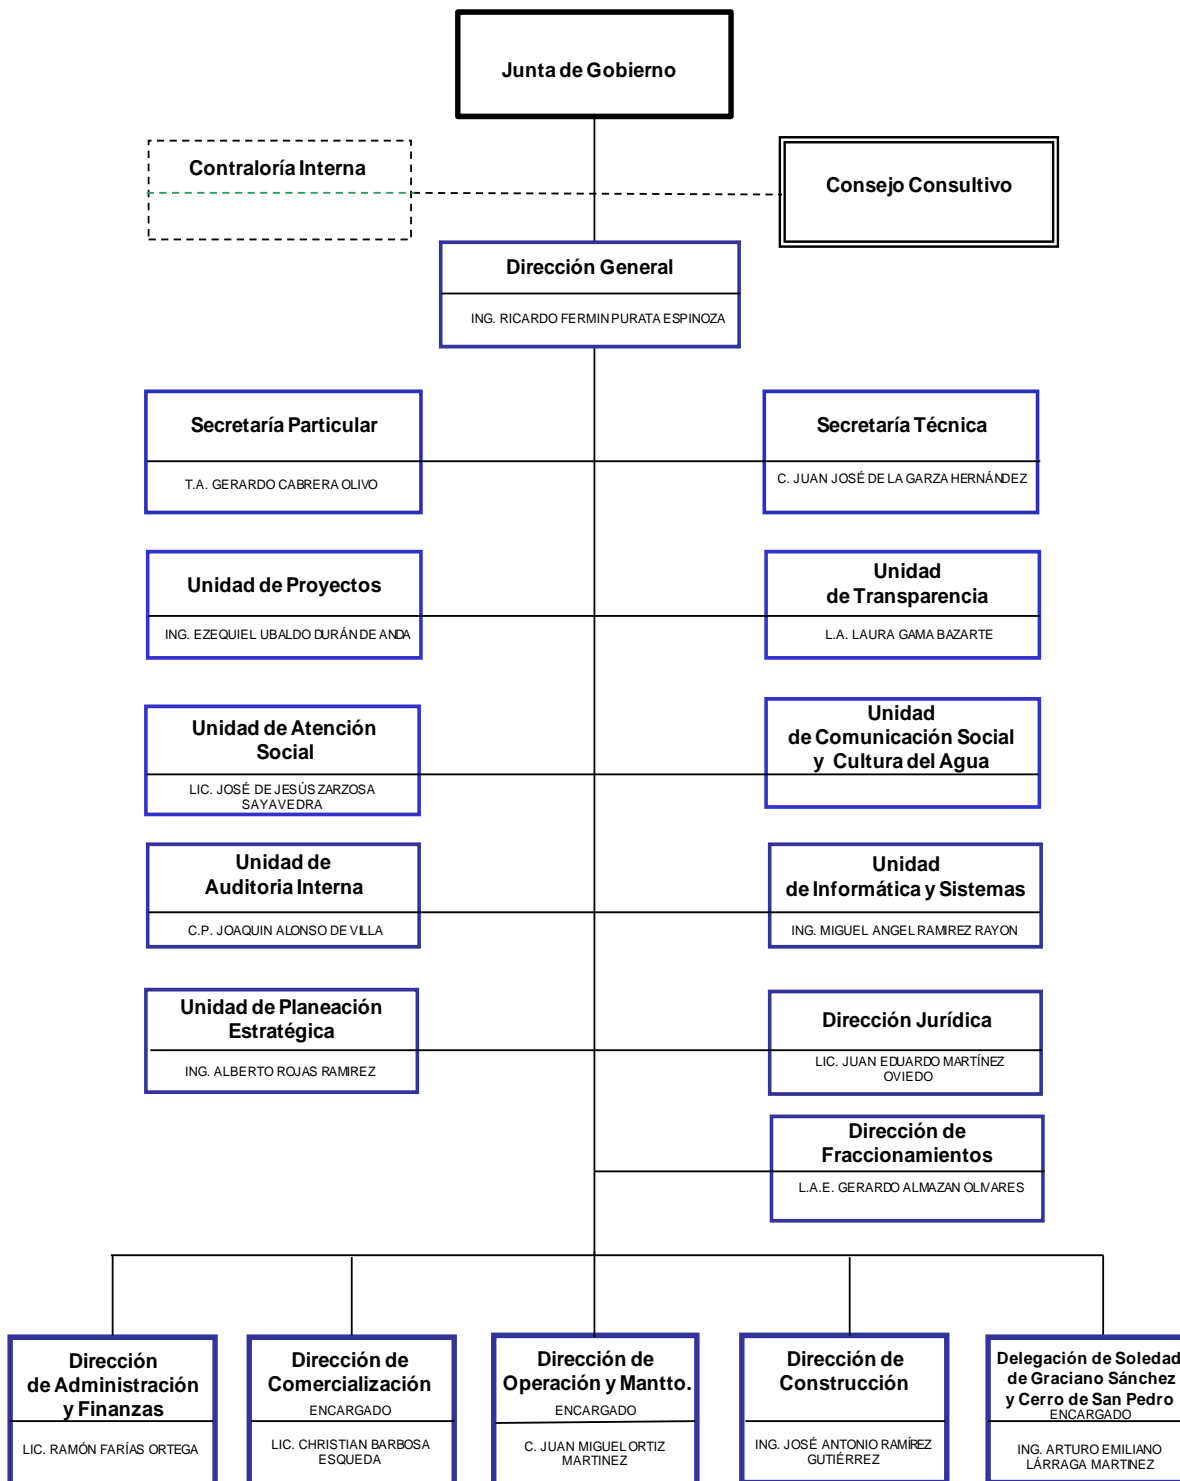 Junta de Gobierno
Contraloría Interna
Consejo Consultivo
Dirección General
ING. RICARDO FERMIN PURATA ESPINOZA
Secretaría Particular
T.A. GERARDO CABRERA OLIVO
Secretaría Técnica
C. JUAN JOSÉ DE LA GARZA HERNÁNDEZ
Unidad de Proyectos
ING. EZEQUIEL UBALDO DURÁN DE ANDA
Unidad
de Transparencia
L.A. LAURA GAMA BAZARTE
Unidad de Atención
Social
LIC. JOSÉ DE JESÚS ZARZOSA
SAYAVEDRA
Unidad
de Comunicación Social
y Cultura del Agua
Unidad de
Auditoria Interna
C.P. JOAQUIN ALONSO DE VILLA
Unidad
de Informática y Sistemas
ING. MIGUEL ANGEL RAMIREZ RAYON
Unidad de Planeación
Estratégica
ING. ALBERTO ROJAS RAMIREZ
Dirección Jurídica
LIC. JUAN EDUARDO MARTÍNEZ
OVIEDO
Dirección de
Fraccionamientos
L.A.E. GERARDO ALMAZAN OLIVARES
Dirección
de Administración
y Finanzas
LIC. RAMÓN FARÍAS ORTEGA
Dirección de
Comercialización
ENCARGADO
LIC. CHRISTIAN BARBOSA
ESQUEDA
Dirección de
Operación y Mantto.
ENCARGADO
C. JUAN MIGUEL ORTIZ
MARTINEZ
Dirección de
Construcción
ING. JOSÉ ANTONIO RAMÍREZ
GUTIÉRREZ
Delegación de Soledad
de Graciano Sánchez
y Cerro de San Pedro
ENCARGADO
ING. ARTURO EMILIANO
LÁRRAGA MARTINEZ